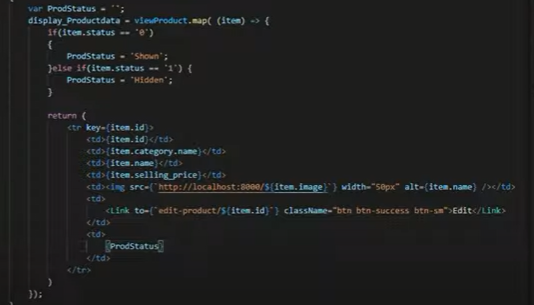 var ProdStatus = '';
display_Productdata = viewProduct.map( (item) => {
if(item.status == '0')
{
ProdStatus = 'Shown';
}else if(item.status == '1') {
ProdStatus = 'Hidden';
}
return (
<tr key={item.id}>
<td>{item.id}</td>
<td>{item.category.name}</td>
<td>{item.name}</td>
<td>{item.selling_price}</td>
<td><img src={`http://localhost:8000/${item.image}`} width="50px" alt={item.name} /></td>
<td>
<Link to={`edit-product/${item.id}`} className="btn btn-success btn-sm">Edit</Link>
</td>
<td>
{ProdStatus}
</td>
</tr>
)
});